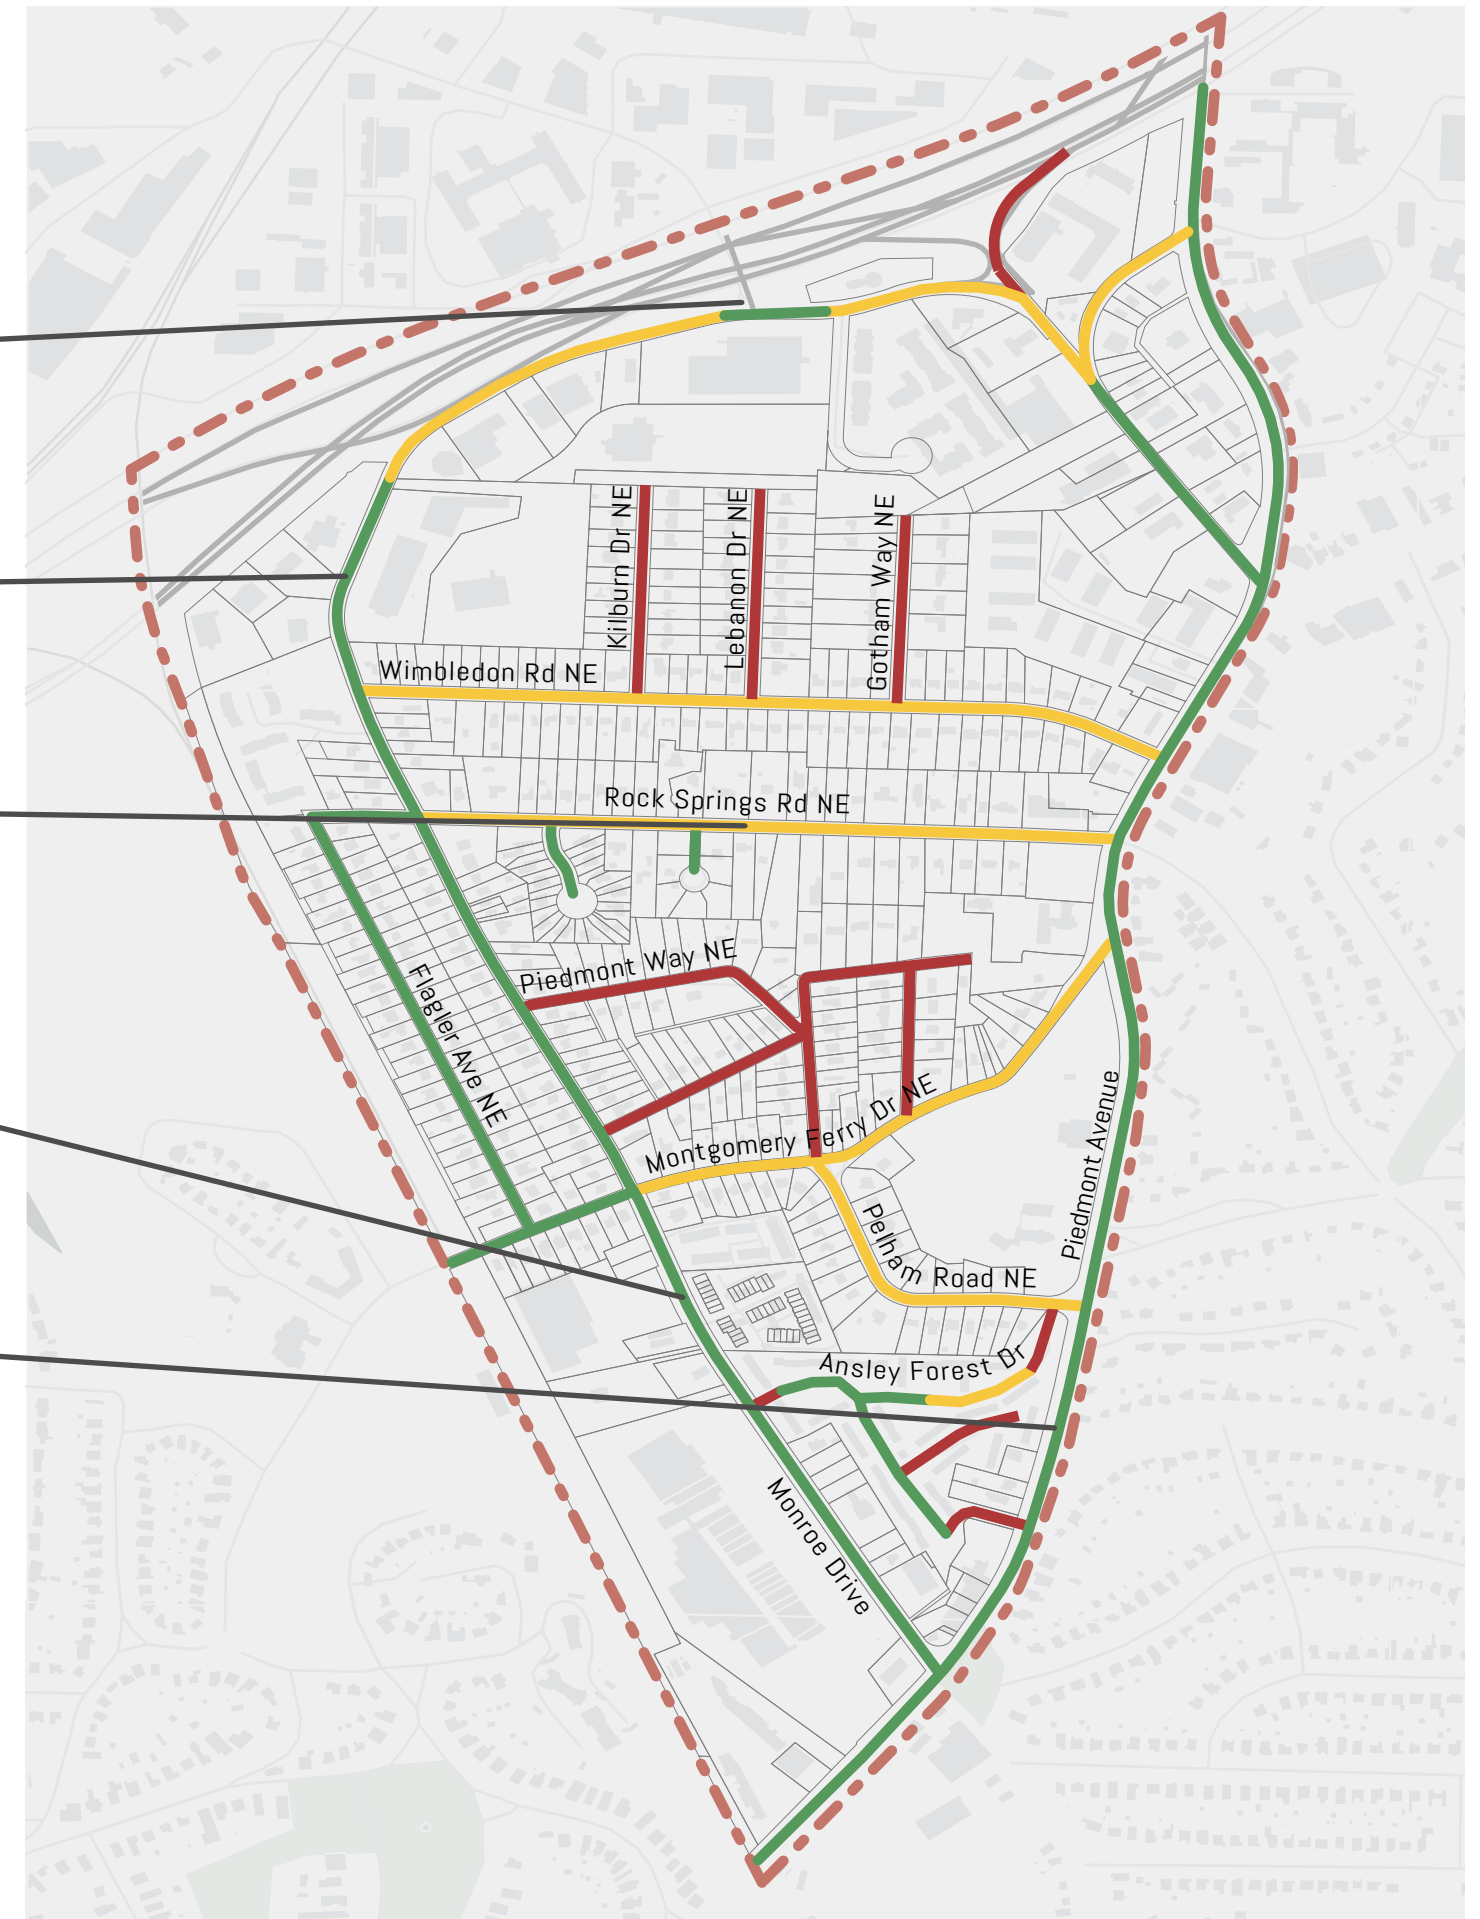 Kilburn Dr NE
Lebanon Dr NE
Gotham Way NE
Wimbledon Rd NE
Rock Springs Rd NE
Piedmont Way NE
Flagler Ave NE
Montgomery Ferry Dr NE
Piedmont Avenue
Pelham Road NE
Ansley Forest Dr
Monroe Drive